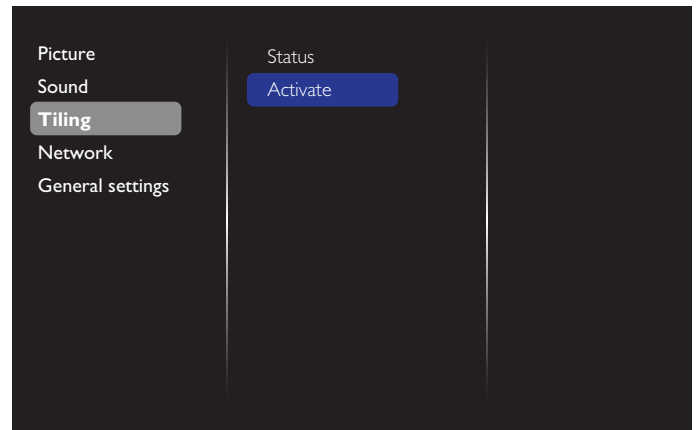 Picture
Sound
Tiling
Network
General settings
Status
Activate